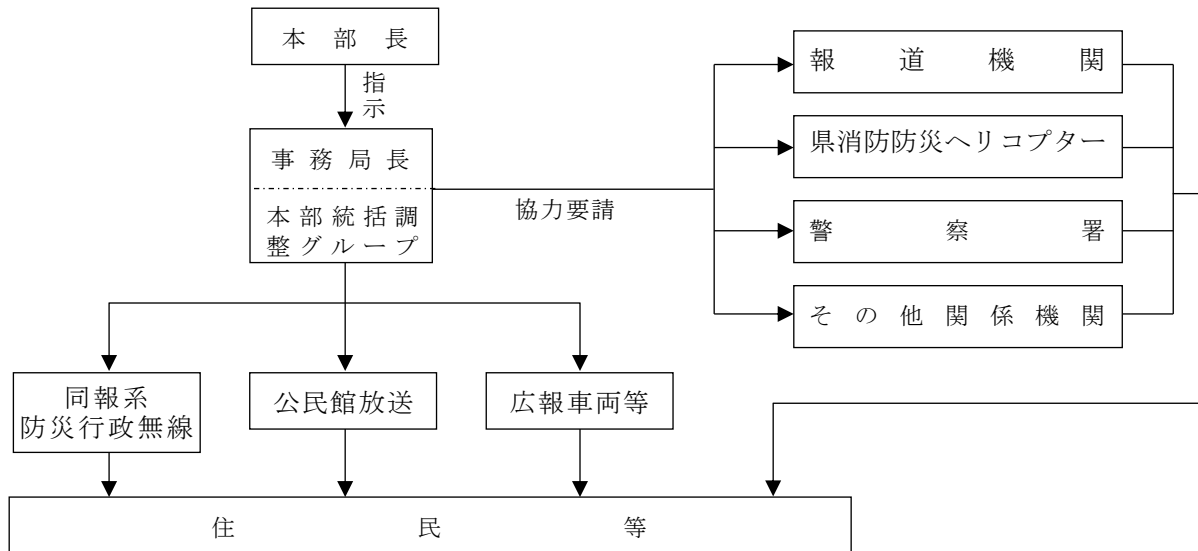 本部長
指示
事務局長
本部統括調
整グループ
協力要請
報道機関
県消防防災ヘリコプター
警察署
その他関係機関
同報系
防災行政無線
公民館放送
広報車両等
住民等